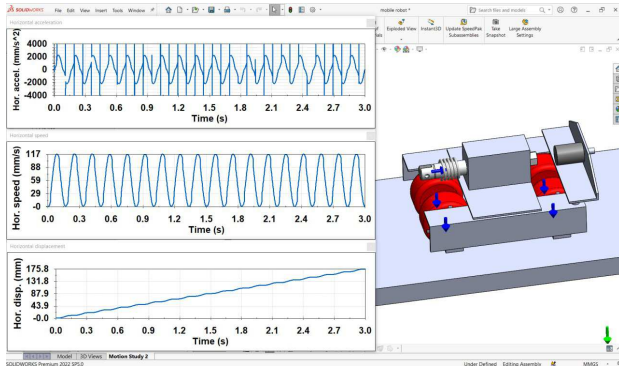 SOLIDWORKS File Edit View Insert Tools Window mobile robot * Search files and models
Exploded View Instant3D Update SpeedPak Subassemblies Take Snapshot Large Assembly Settings
Horizontal acceleration
Hor. accel. (mm/s^2)
4000
2000
0
-2000
-4000
0.0 0.3 0.6 0.9 1.2 1.5 1.8 2.1 2.4 2.7 3.0
Time (s)
Horizontal speed
Hor. speed (mm/s)
117
88
58
29
-0
0.0 0.3 0.6 0.9 1.2 1.5 1.8 2.1 2.4 2.7 3.0
Time (s)
Horizontal displacement
Hor. disp. (mm)
175.8
131.8
87.9
43.9
-0.0
0.0 0.3 0.6 0.9 1.2 1.5 1.8 2.1 2.4 2.7 3.0
Time (s)
Model 3D Views Motion Study 2
SOLIDWORKS Premium 2022 SP5.0 Under Defined Editing Assembly MMGS